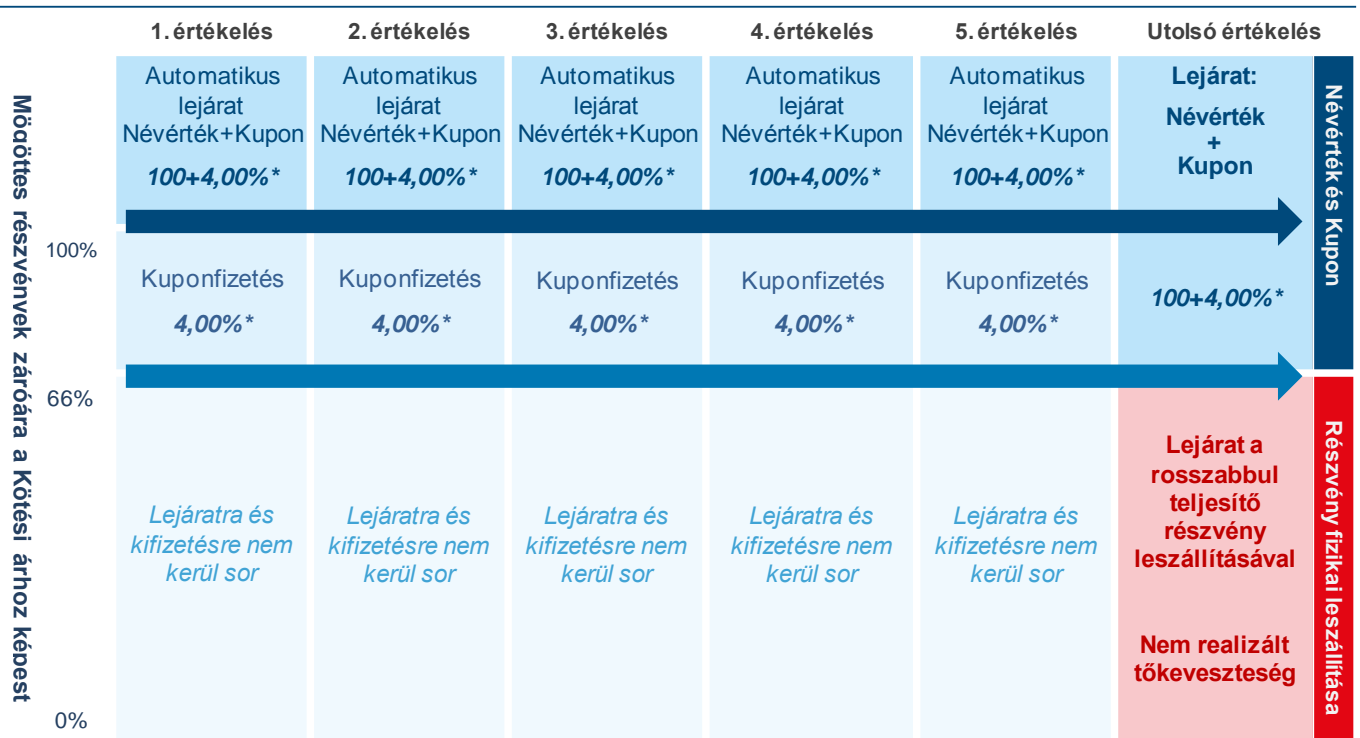 1. értékelés
2. értékelés
3. értékelés
4. értékelés
5. értékelés
Utolsó értékelés
Mögöttes részvények záróára a Kötési árhoz képest
100%
66%
0%
Automatikus
lejárat
Névérték+Kupon
100+4,00%*
Automatikus
lejárat
Névérték+Kupon
100+4,00%*
Automatikus
lejárat
Névérték+Kupon
100+4,00%*
Automatikus
lejárat
Névérték+Kupon
100+4,00%*
Automatikus
lejárat
Névérték+Kupon
100+4,00%*
Lejárat:
Névérték
+
Kupon
Kuponfizetés
4,00%*
Kuponfizetés
4,00%*
Kuponfizetés
4,00%*
Kuponfizetés
4,00%*
Kuponfizetés
4,00%*
100+4,00%*
Névérték és Kupon
Lejáratra és
kifizetésre nem
kerül sor
Lejáratra és
kifizetésre nem
kerül sor
Lejáratra és
kifizetésre nem
kerül sor
Lejáratra és
kifizetésre nem
kerül sor
Lejáratra és
kifizetésre nem
kerül sor
Lejárat a
rosszabbul
teljesítő
részvény
leszállításával
Nem realizált
tőkeveszteség
Részvény fizikai leszállítása